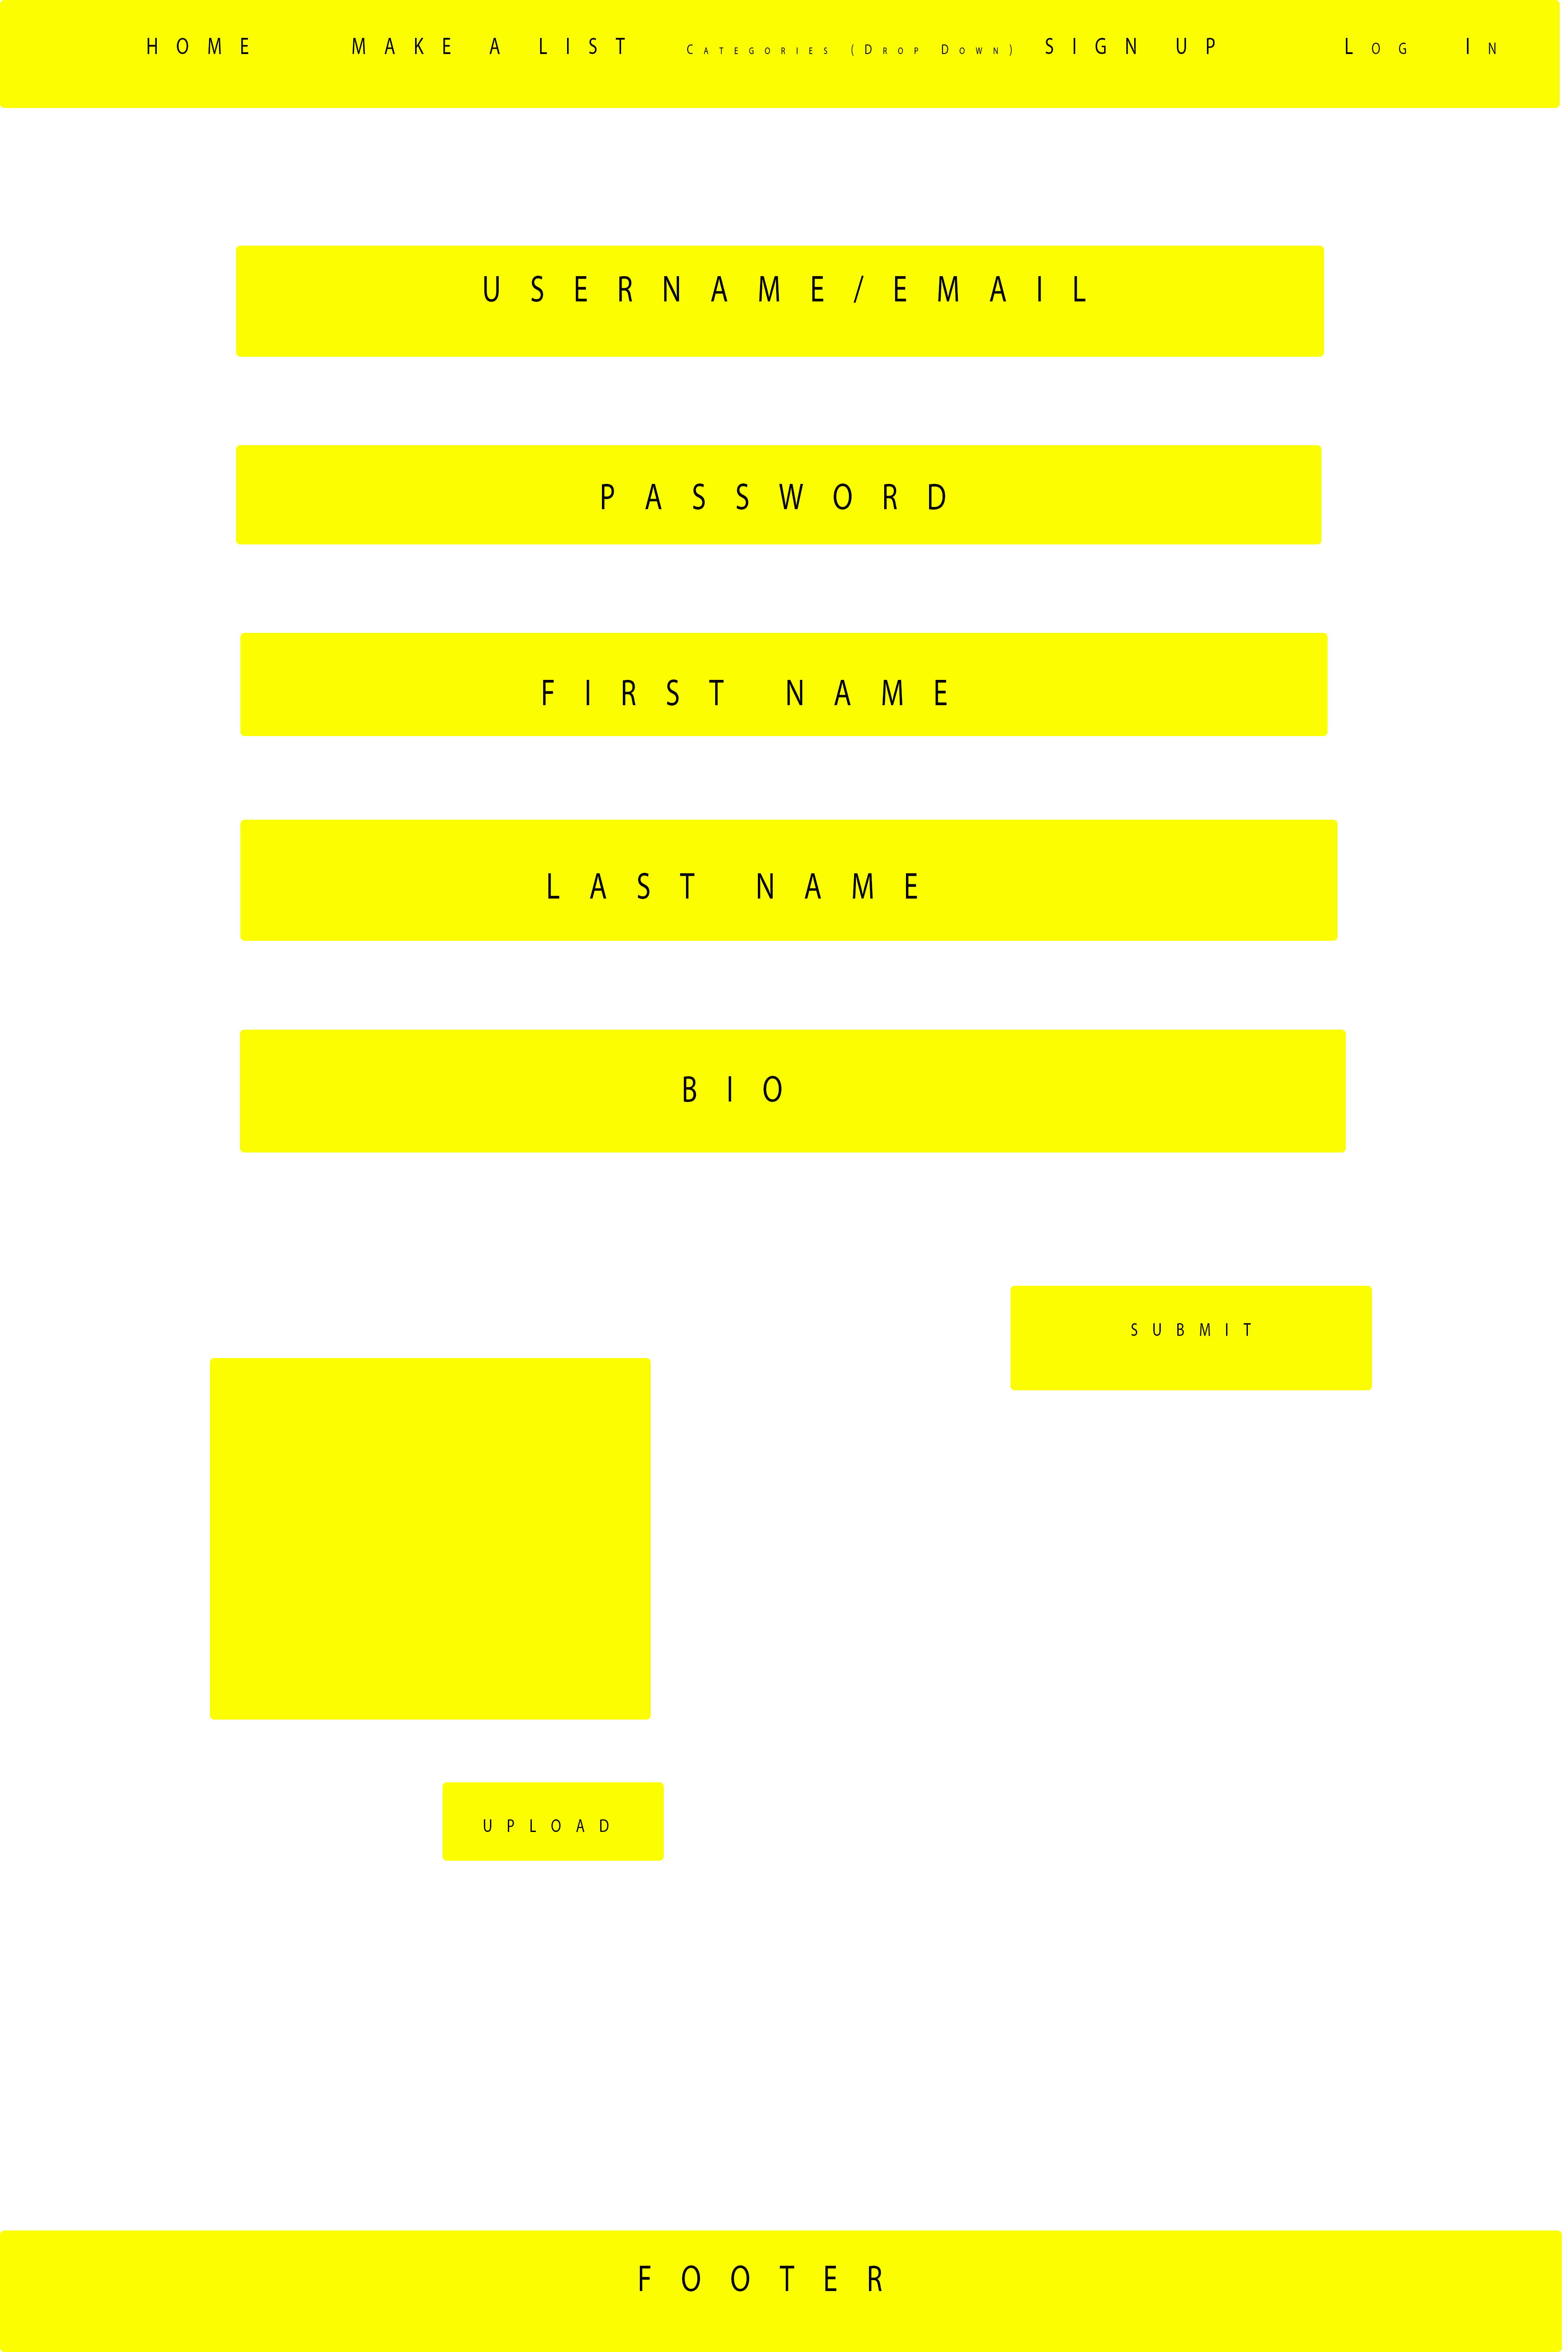 HOME MAKE A LIST Categories (Drop Down) SIGN UP Log In
USERNAME/EMAIL
PASSWORD
FIRST NAME
LAST NAME
BIO
SUBMIT
UPLOAD
FOOTER